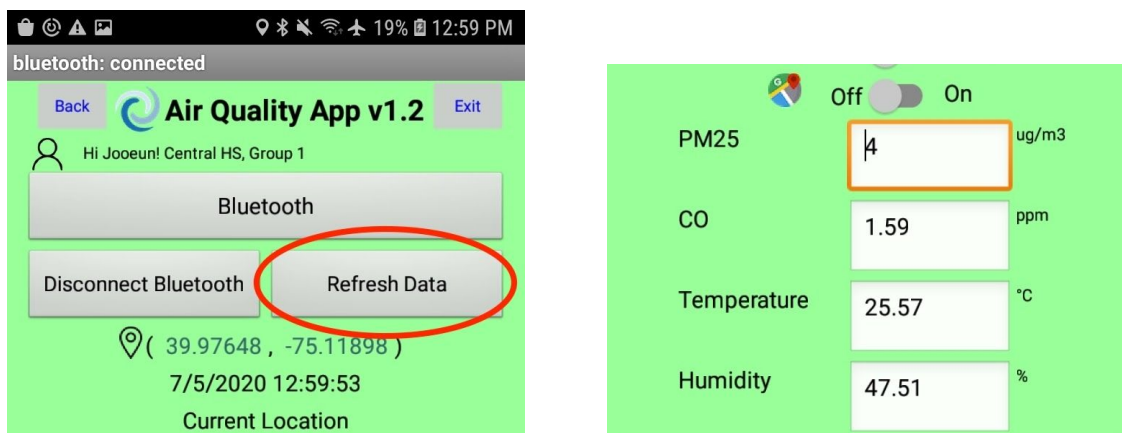 19% 12:59 PM
bluetooth: connected
Back Air Quality App v1.2 Exit
Hi Jooeun! Central HS, Group 1
Bluetooth
Disconnect Bluetooth Refresh Data
( 39.97648 , -75.11898 )
7/5/2020 12:59:53
Current Location
Off On
PM25 4 ug/m3
CO 1.59 ppm
Temperature 25.57 °C
Humidity 47.51 %